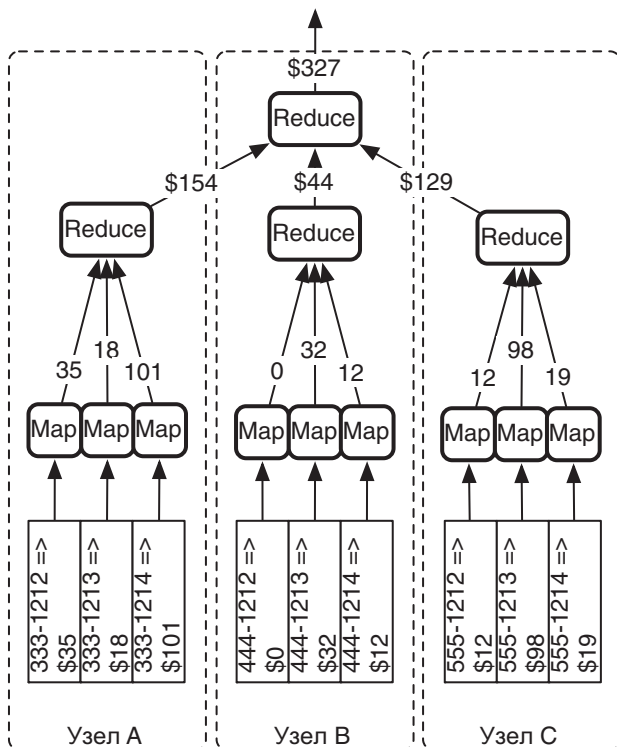 $327
Reduce
$154
$44
$129
Reduce
Reduce
Reduce
35
18
101
0
32
12
12
98
19
Map
Map
Map
Map
Map
Map
Map
Map
Map
333-1212 =>
$35
333-1213 =>
$18
333-1214 =>
$101
444-1212 =>
$0
444-1213 =>
$32
444-1214 =>
$12
555-1212 =>
$12
555-1213 =>
$98
555-1214 =>
$19
Узел A
Узел B
Узел C